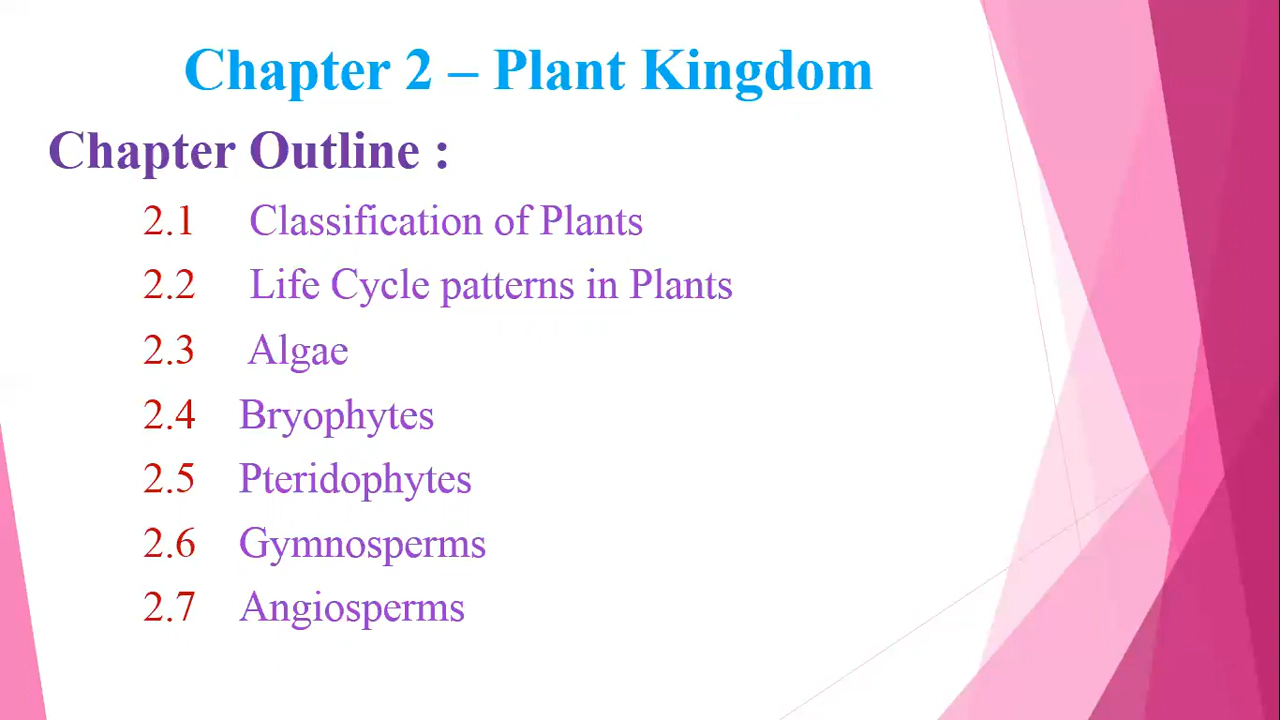 Chapter 2 – Plant Kingdom
Chapter Outline :
2.1 Classification of Plants
2.2 Life Cycle patterns in Plants
2.3 Algae
2.4 Bryophytes
2.5 Pteridophytes
2.6 Gymnosperms
2.7 Angiosperms